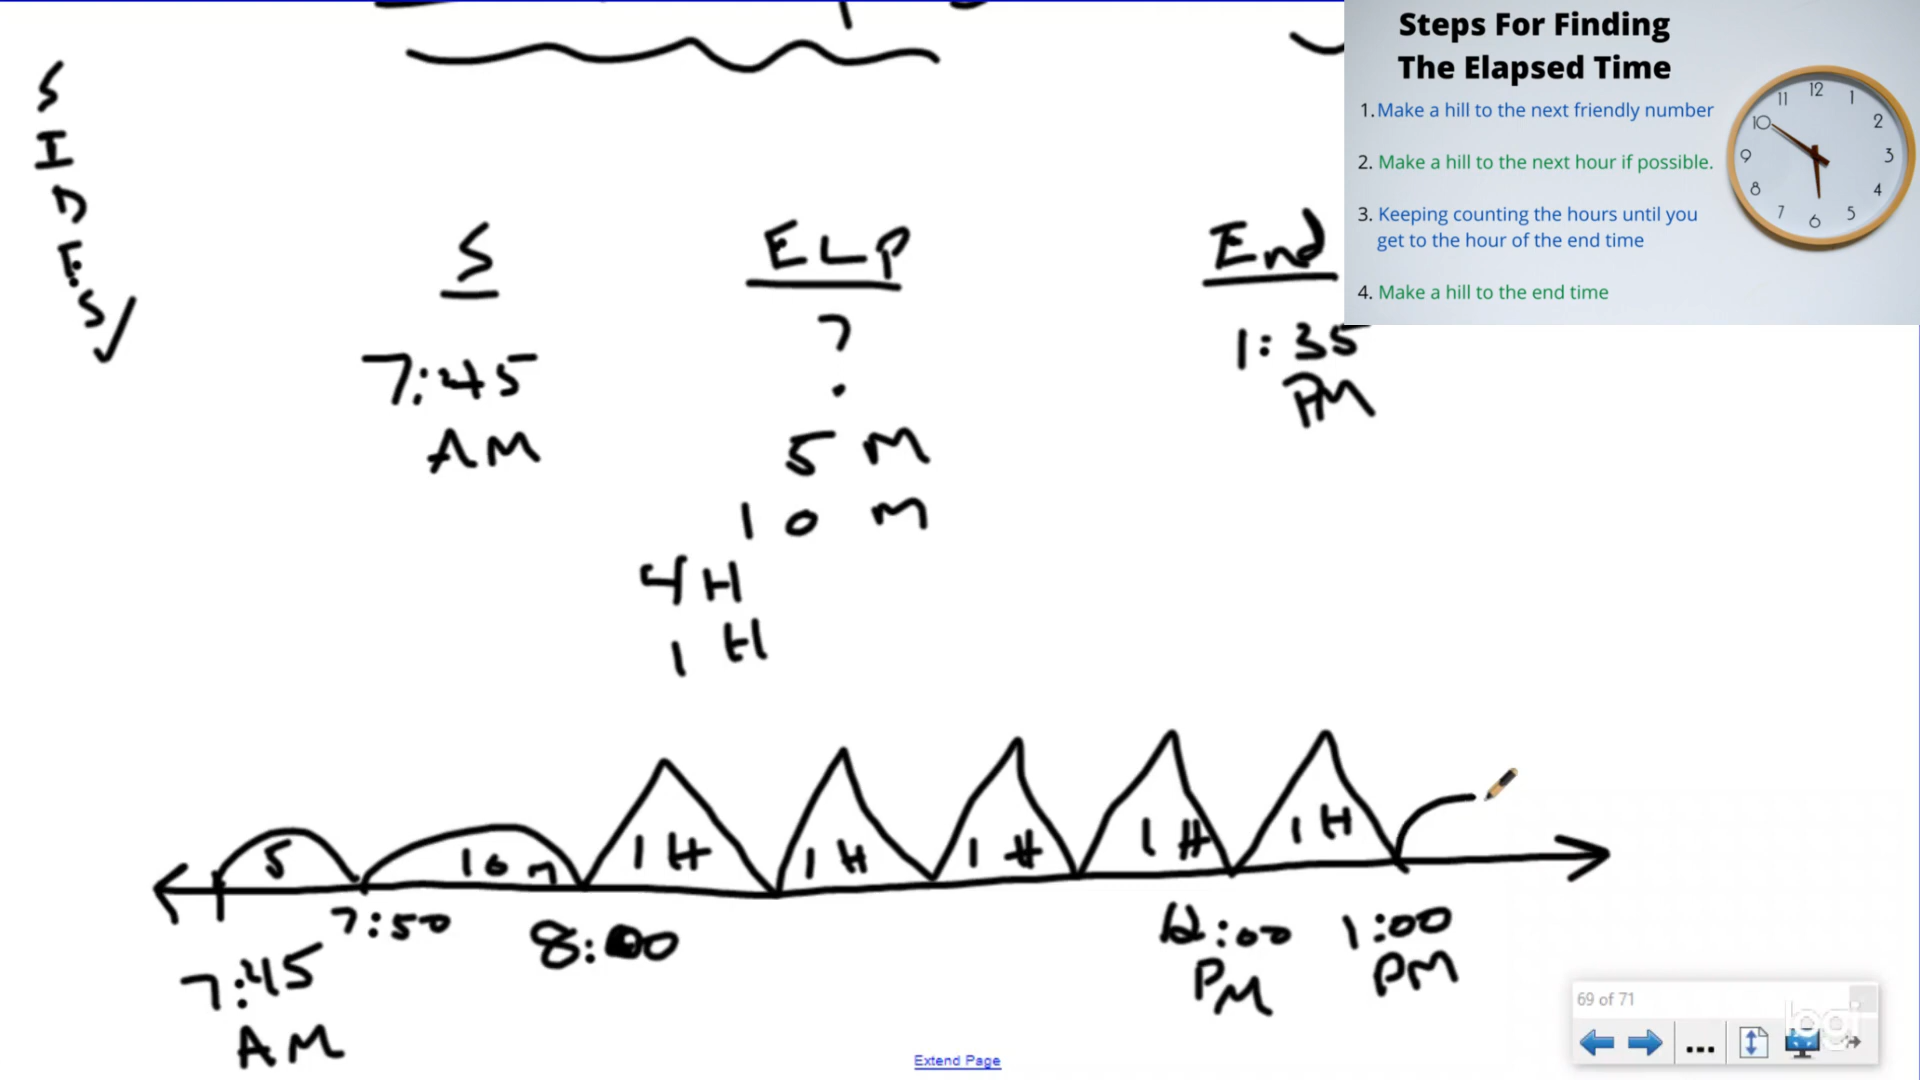 Steps For Finding
The Elapsed Time
1. Make a hill to the next friendly number
2. Make a hill to the next hour if possible.
3. Keeping counting the hours until you
get to the hour of the end time
4. Make a hill to the end time
12
11 1
10 2
9 3
8 4
7 5
6
S
I
D
E
S
S ELP End
7:45 ? 1:35
AM PM
5 M
10 M
4H
1 H
5 10 m 1 H 1 H 1 H 1 H 1 H
7:50 8:00 12:00 1:00
7:45 PM PM
AM
Extend Page
69 of 71
...
logi